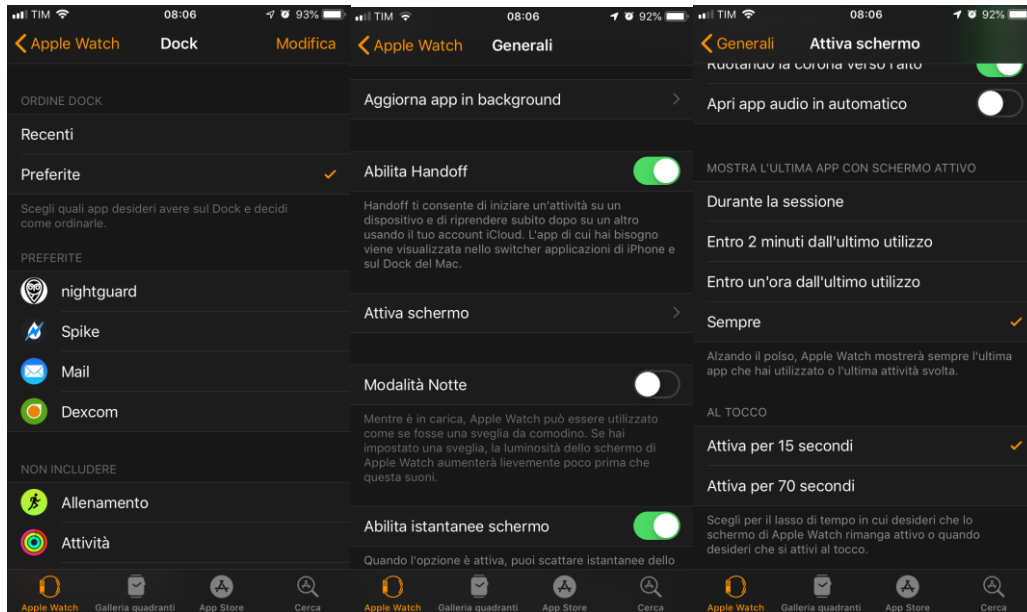 TIM 08:06 93%
Apple Watch Dock Modifica
ORDINE DOCK
Recenti
Preferite
Scegli quali app desideri avere sul Dock e decidi
come ordinarle.
PREFERITE
nightguard
Spike
Mail
Dexcom
NON INCLUDERE
Allenamento
Attività
Apple Watch Galleria quadranti App Store Cerca
TIM 08:06 92%
Apple Watch Generali
Aggiorna app in background
Abilita Handoff
Handoff ti consente di iniziare un'attività su un
dispositivo e di riprendere subito dopo su un altro
usando il tuo account iCloud. L'app di cui hai bisogno
viene visualizzata nello switcher applicazioni di iPhone e
sul Dock del Mac.
Attiva schermo
Modalità Notte
Mentre è in carica, Apple Watch può essere utilizzato
come se fosse una sveglia da comodino. Se hai
impostato una sveglia, la luminosità dello schermo di
Apple Watch aumenterà lievemente poco prima che
questa suoni.
Abilita istantanee schermo
Quando l'opzione è attiva, puoi scattare istantanee dello
Apple Watch Galleria quadranti App Store Cerca
TIM 08:06 92%
Generali Attiva schermo
Ruotando la corona verso l'alto
Apri app audio in automatico
MOSTRA L'ULTIMA APP CON SCHERMO ATTIVO
Durante la sessione
Entro 2 minuti dall'ultimo utilizzo
Entro un'ora dall'ultimo utilizzo
Sempre
Alzando il polso, Apple Watch mostrerà sempre l'ultima
app che hai utilizzato o l'ultima attività svolta.
AL TOCCO
Attiva per 15 secondi
Attiva per 70 secondi
Scegli per il lasso di tempo in cui desideri che lo
schermo di Apple Watch rimanga attivo o quando
desideri che si attivi al tocco.
Apple Watch Galleria quadranti App Store Cerca